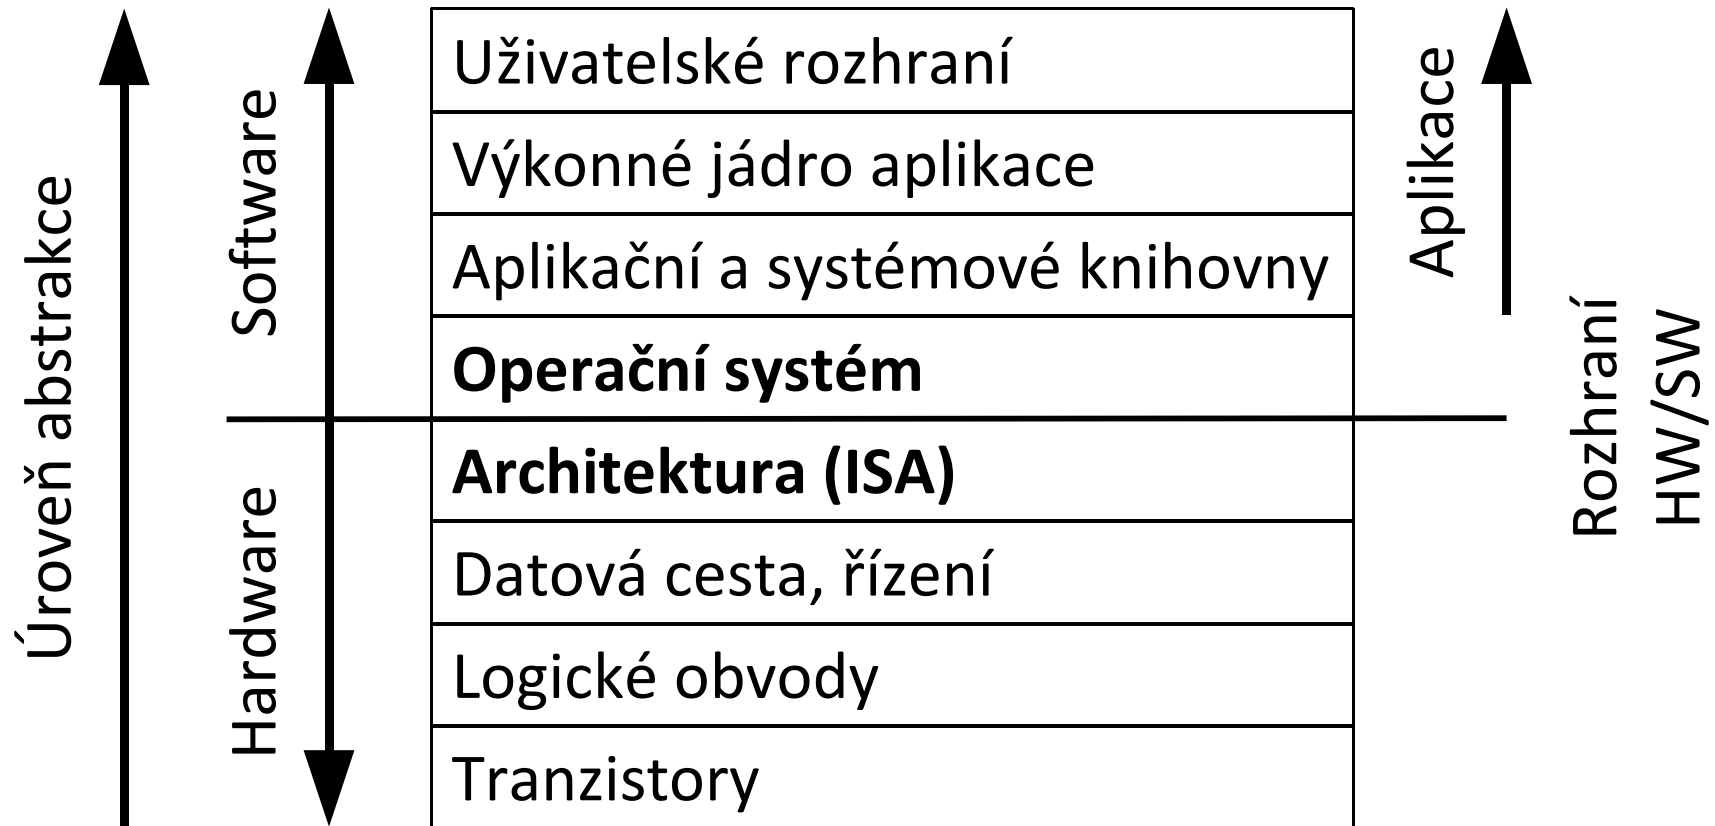 Úroveň abstrakce
Software
Hardware
Uživatelské rozhraní
Výkonné jádro aplikace
Aplikační a systémové knihovny
Operační systém
Architektura (ISA)
Datová cesta, řízení
Logické obvody
Tranzistory
Aplikace
Rozhraní
HW/SW